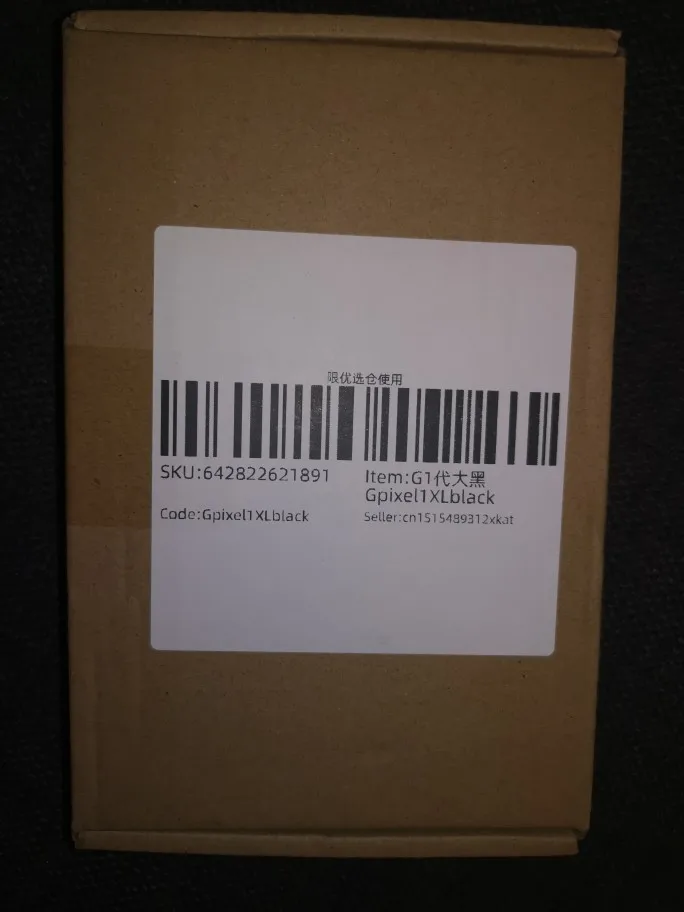 限优选仓使用
SKU:642822621891
Code:Gpixel1XLblack
Item:G1代大黑
Gpixel1XLblack
Seller:cn1515489312xkat